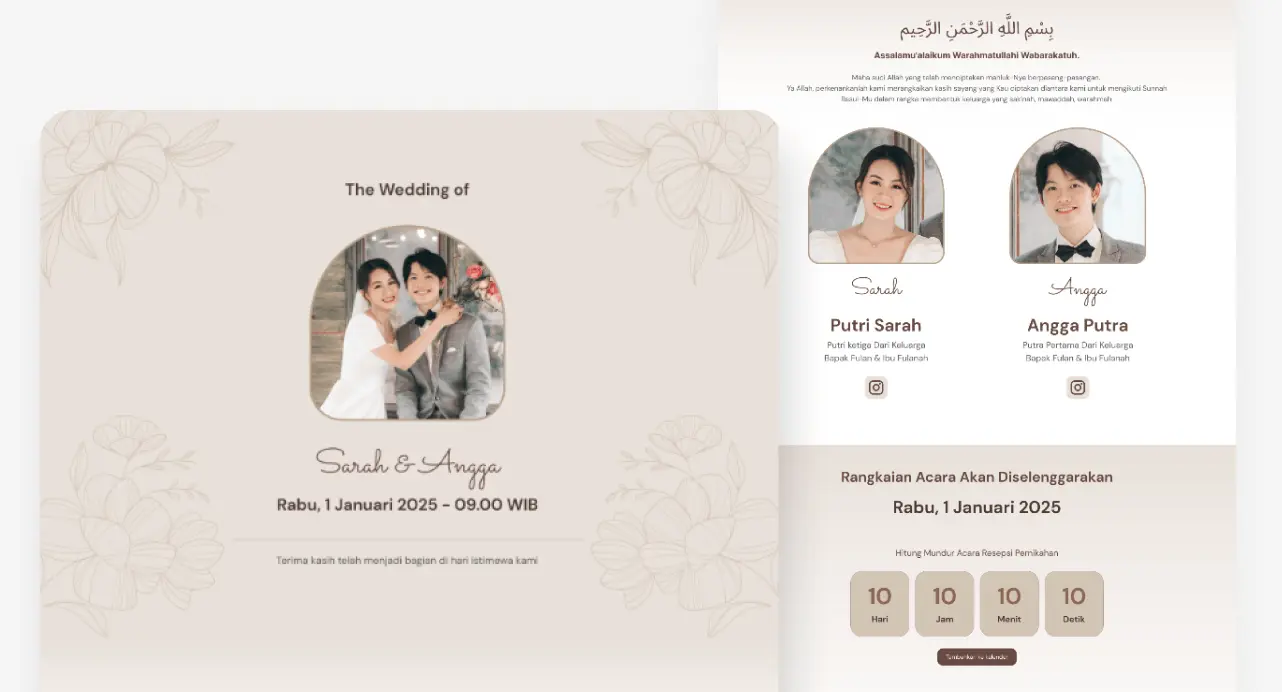 The Wedding of
Sarah & Angga
Rabu, 1 Januari 2025 - 09.00 WIB
Terima kasih telah menjadi bagian di hari istimewa kami
بِسْمِ اللَّهِ الرَّحْمَنِ الرَّحِيم
Assalamu'alaikum Warahmatullahi Wabarakatuh.
Maha suci Allah yang telah menciptakan mahluk-Nya berpasang-pasangan.
Ya Allah, perkenankanlah kami merangkaikan kasih sayang yang Kau ciptakan diantara kami untuk mengikuti Sunnah
Rasul-Mu dalam rangka membentuk keluarga yang sakinah, mawaddah, warahmah
Sarah
Putri Sarah
Putri ketiga Dari Keluarga
Bapak Fulan & Ibu Fulanah
Angga
Angga Putra
Putra Pertama Dari Keluarga
Bapak Fulan & Ibu Fulanah
Rangkaian Acara Akan Diselenggarakan
Rabu, 1 Januari 2025
Hitung Mundur Acara Resepsi Pernikahan
10 10 10 10
Hari Jam Menit Detik
Tambahkan ke kalender